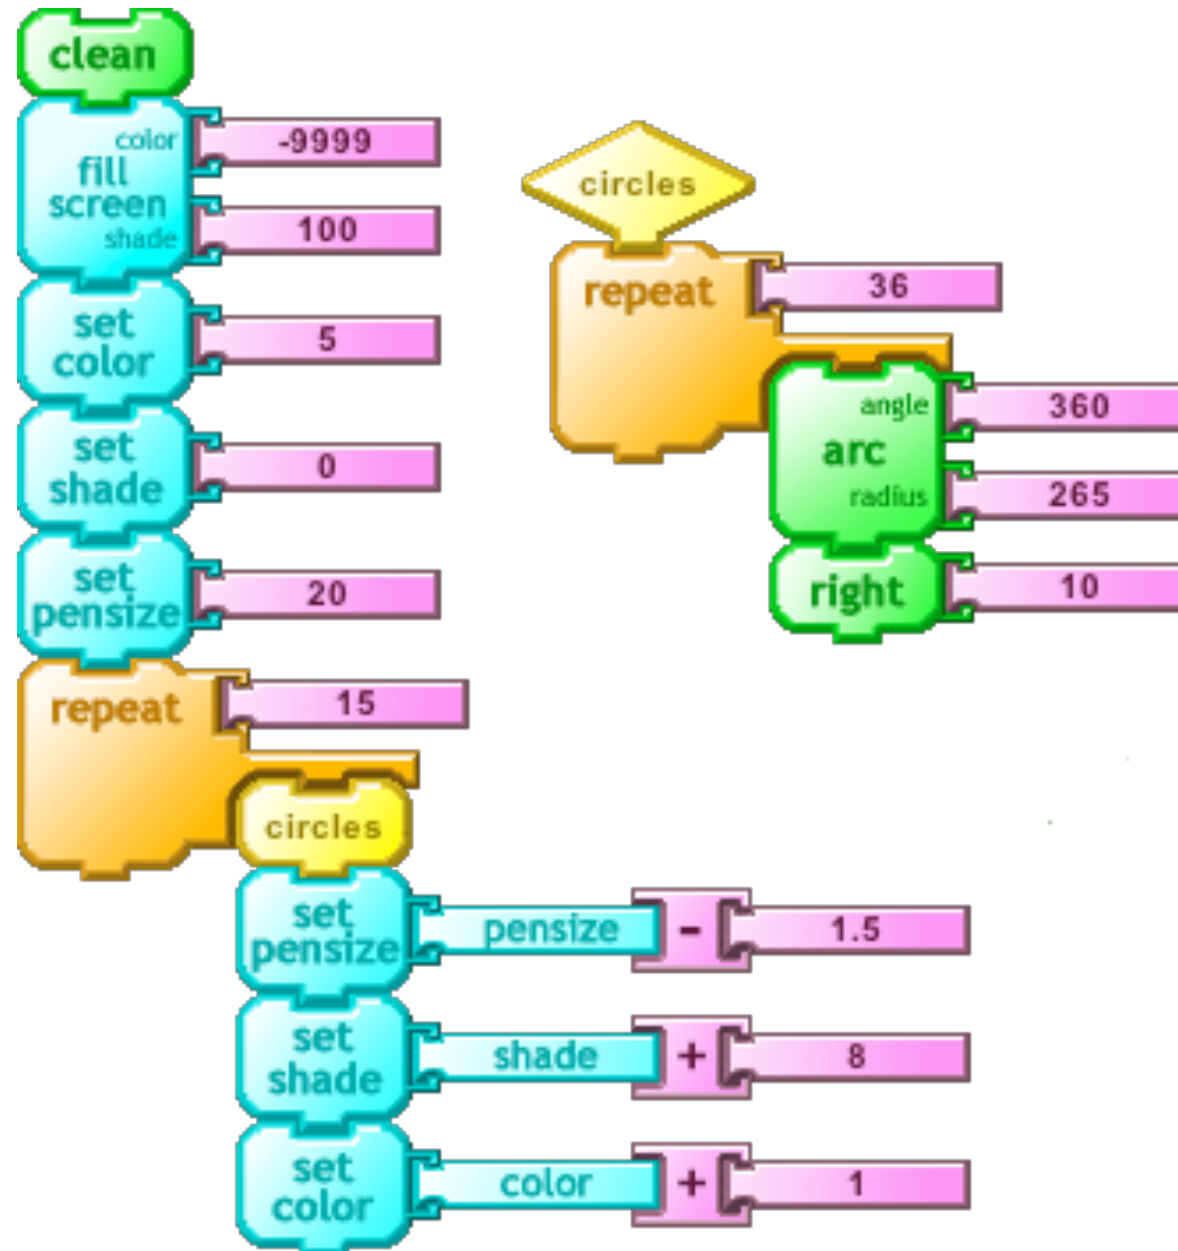 clean
color
-9999
fill
screen
shade
100
set
color
5
set
shade
0
set
pensize
20
repeat
15
circles
set
pensize
pensize
-
1.5
set
shade
shade
+
8
set
color
color
+
1
circles
repeat
36
angle
360
arc
radius
265
right
10